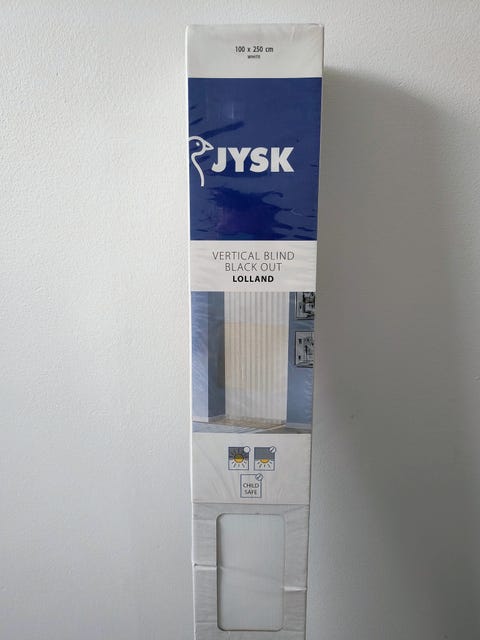 100 x 250 cm
WHITE
JYSK
VERTICAL BLIND
BLACK OUT
LOLLAND
CHILD
SAFE